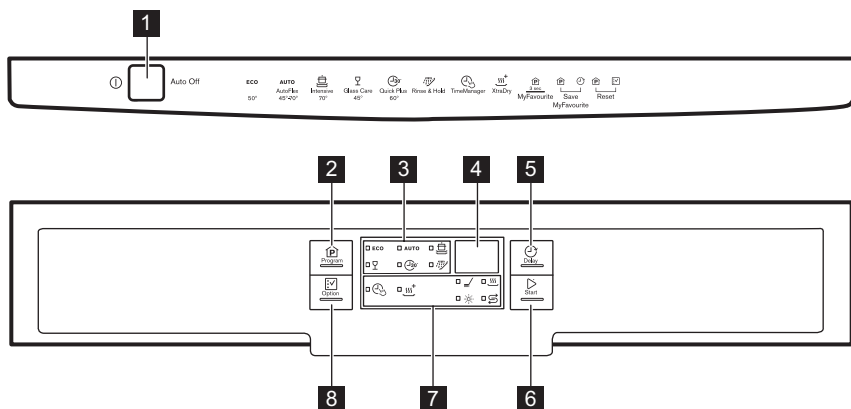 1
Auto Off
ECO AUTO
AutoFlex Intensive Glass Care Quick Plus Rinse & Hold TimeManager XtraDry
3 sec.
MyFavourite Save Reset
50° 45°-70° 70° 45° 60°
MyFavourite
2 3 4 5
ECO AUTO
30'
Program Delay
Option Start
8 7 6